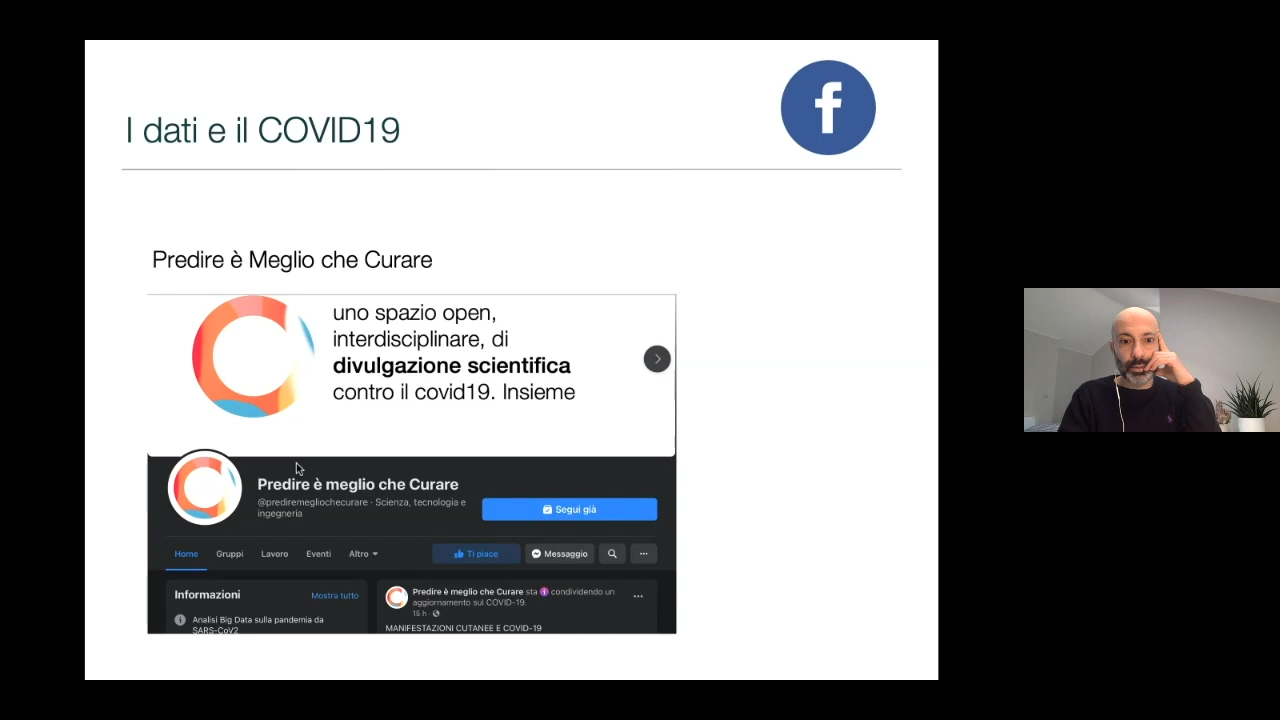 I dati e il COVID19
f
Predire è Meglio che Curare
uno spazio open,
interdisciplinare, di
divulgazione scientifica
contro il covid19. Insieme
Predire è meglio che Curare
@prediremegliochecurare · Scienza, tecnologia e
ingegneria
Segui già
Home Gruppi Lavoro Eventi Altro
Ti piace Messaggio
Informazioni Mostra tutto
Analisi Big Data sulla pandemia da
SARS-CoV2
Predire è meglio che Curare sta condividendo un
aggiornamento sul COVID-19.
15 h ·
MANIFESTAZIONI CUTANEE E COVID-19